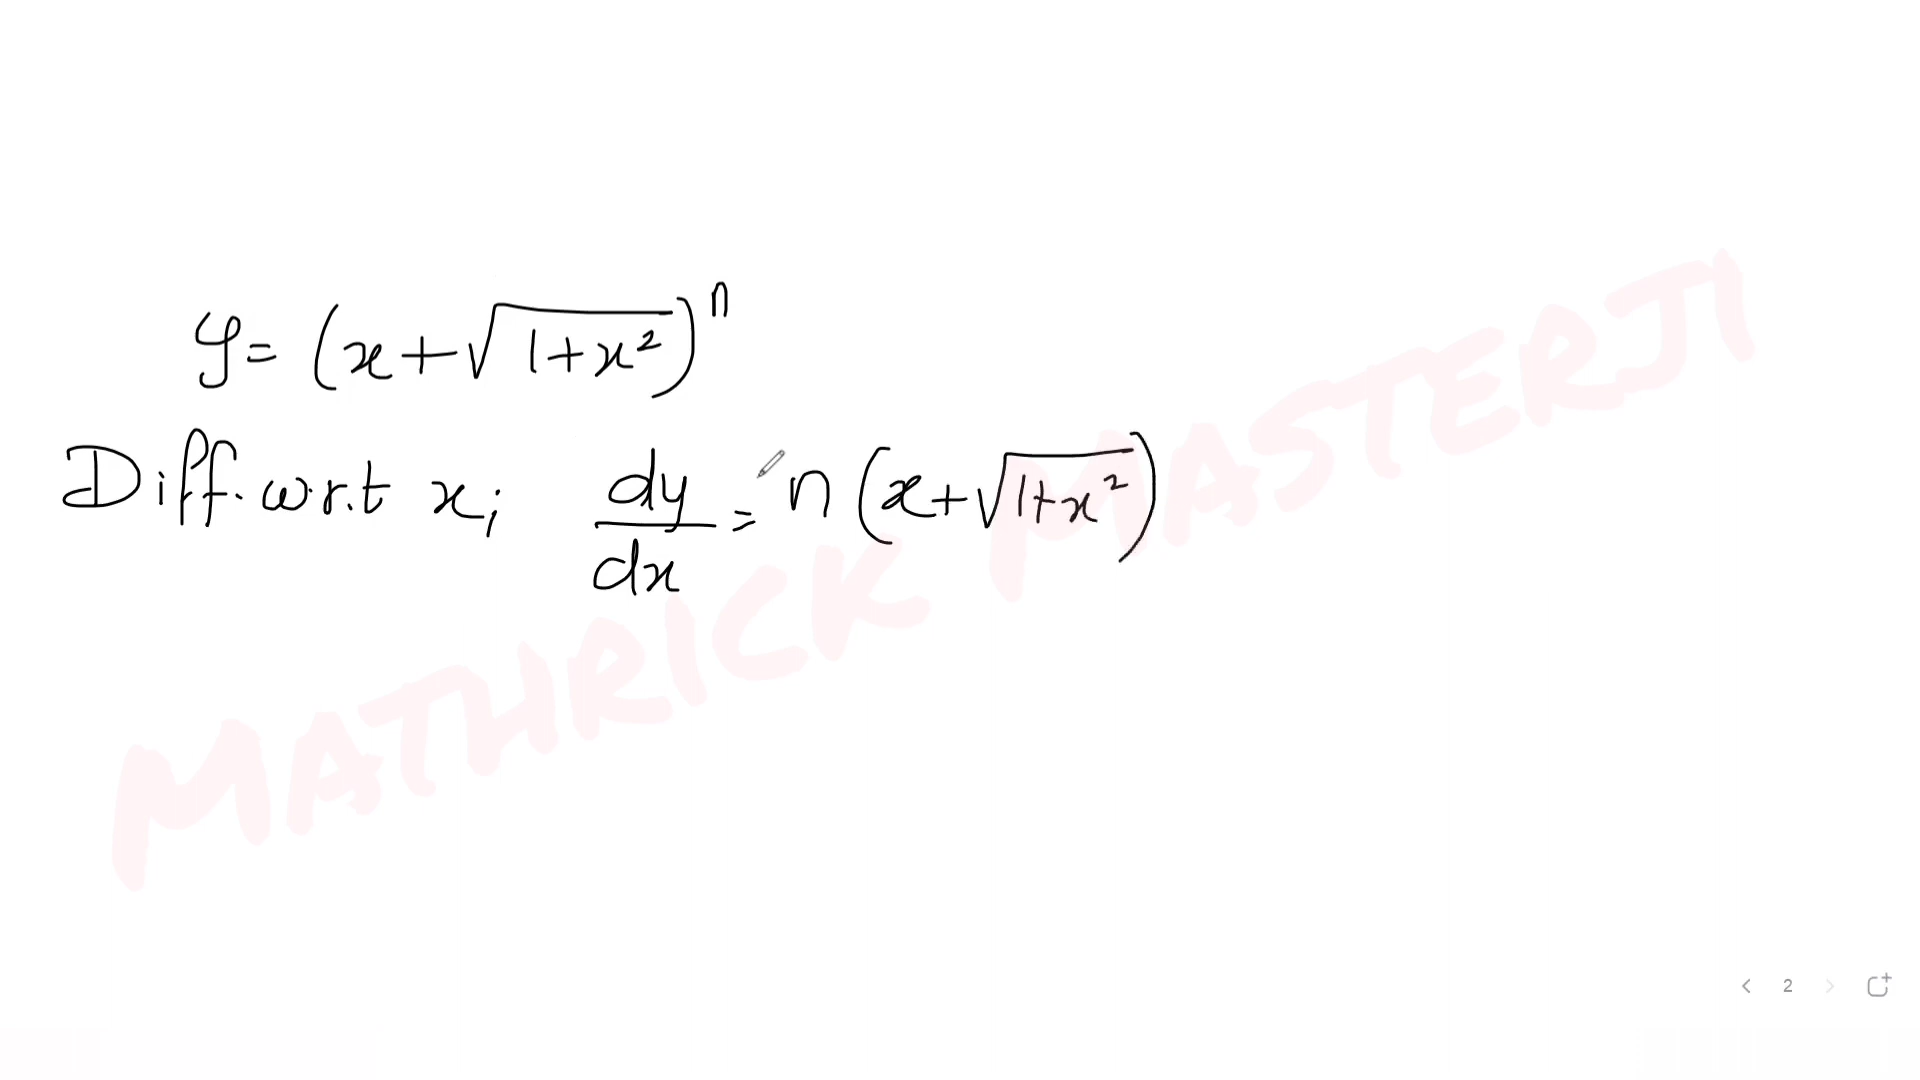 y= (x+√1+x²)ⁿ
Diff. w.r.t x; dy/dx = n(x+√1+x²)
MATHRICK MASTERJI
2